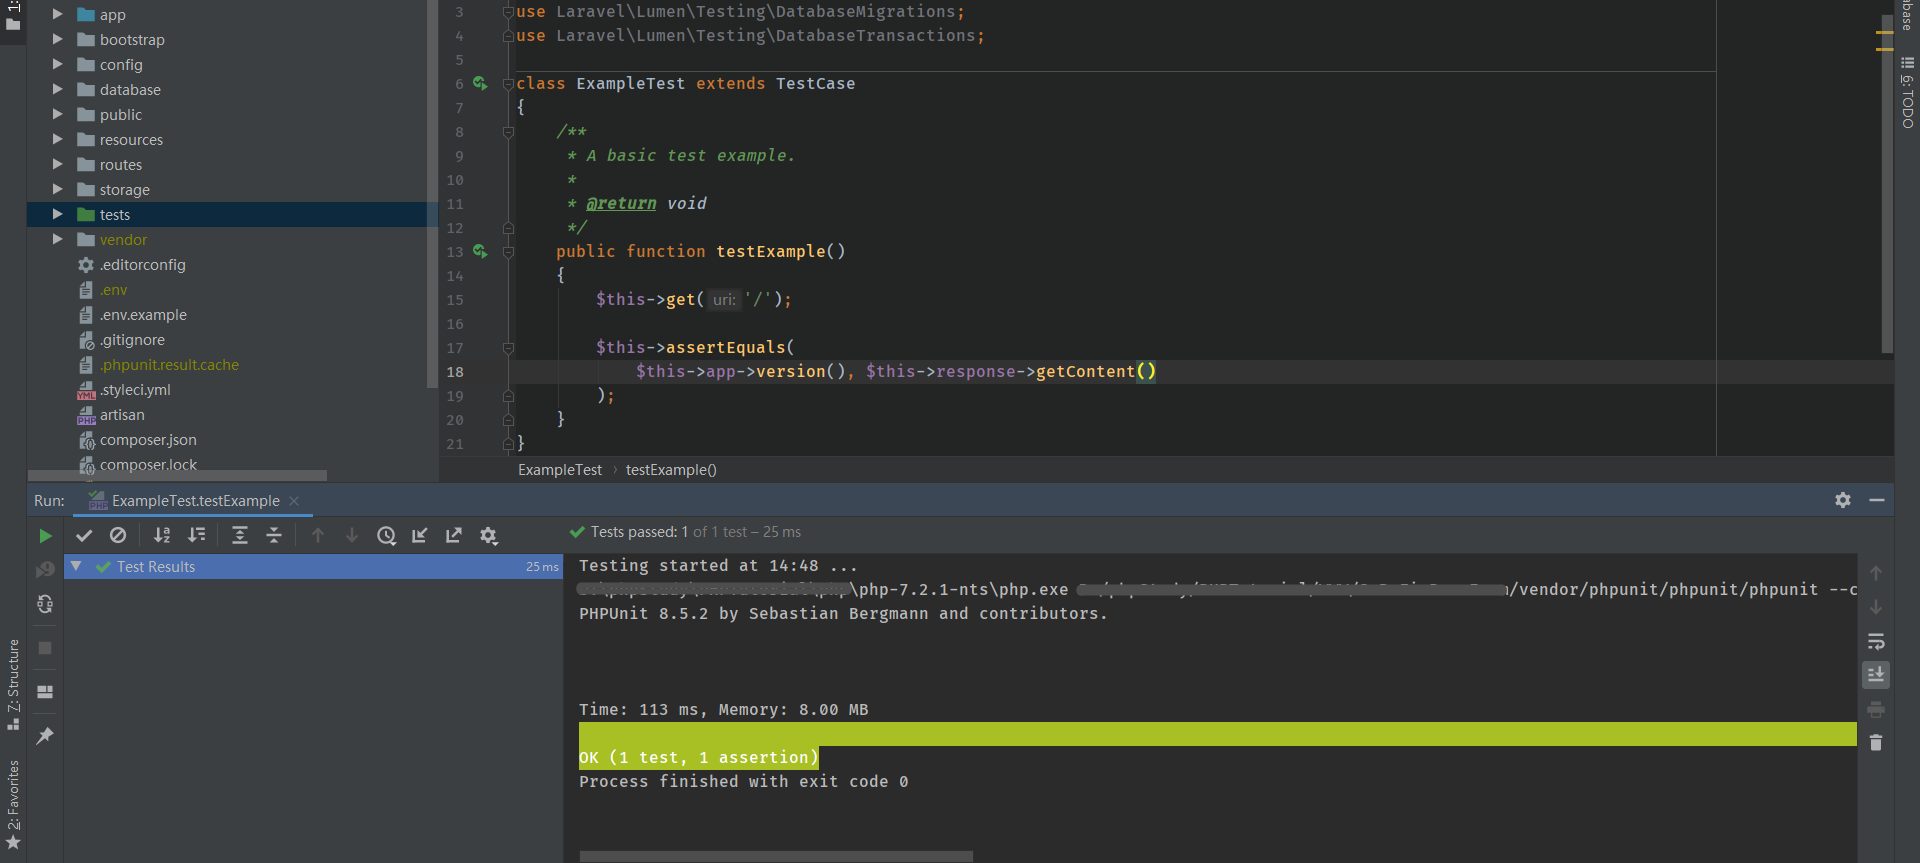 1:
app
bootstrap
config
database
public
resources
routes
storage
tests
vendor
.editorconfig
.env
.env.example
.gitignore
.phpunit.result.cache
.styleci.yml
artisan
composer.json
composer.lock
3 use Laravel\Lumen\Testing\DatabaseMigrations;
4 use Laravel\Lumen\Testing\DatabaseTransactions;
5
6 class ExampleTest extends TestCase
7 {
8 /**
9 * A basic test example.
10 *
11 * @return void
12 */
13 public function testExample()
14 {
15 $this->get( uri: '/');
16
17 $this->assertEquals(
18 $this->app->version(), $this->response->getContent()
19 );
20 }
21 }
ExampleTest › testExample()
abase
6: TODO
Run: ExampleTest.testExample
Tests passed: 1 of 1 test – 25 ms
Test Results 25 ms
Testing started at 14:48 ...
\php-7.2.1-nts\php.exe /vendor/phpunit/phpunit/phpunit --c
PHPUnit 8.5.2 by Sebastian Bergmann and contributors.
Time: 113 ms, Memory: 8.00 MB
OK (1 test, 1 assertion)
Process finished with exit code 0
7: Structure
2: Favorites